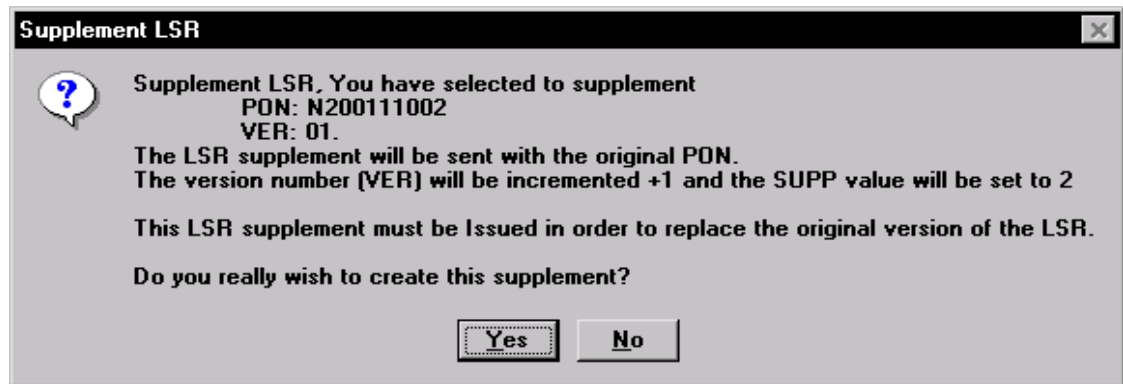 Supplement LSR
Supplement LSR, You have selected to supplement
PON: N200111002
VER: 01.
The LSR supplement will be sent with the original PON.
The version number (VER) will be incremented +1 and the SUPP value will be set to 2
This LSR supplement must be Issued in order to replace the original version of the LSR.
Do you really wish to create this supplement?
Yes No